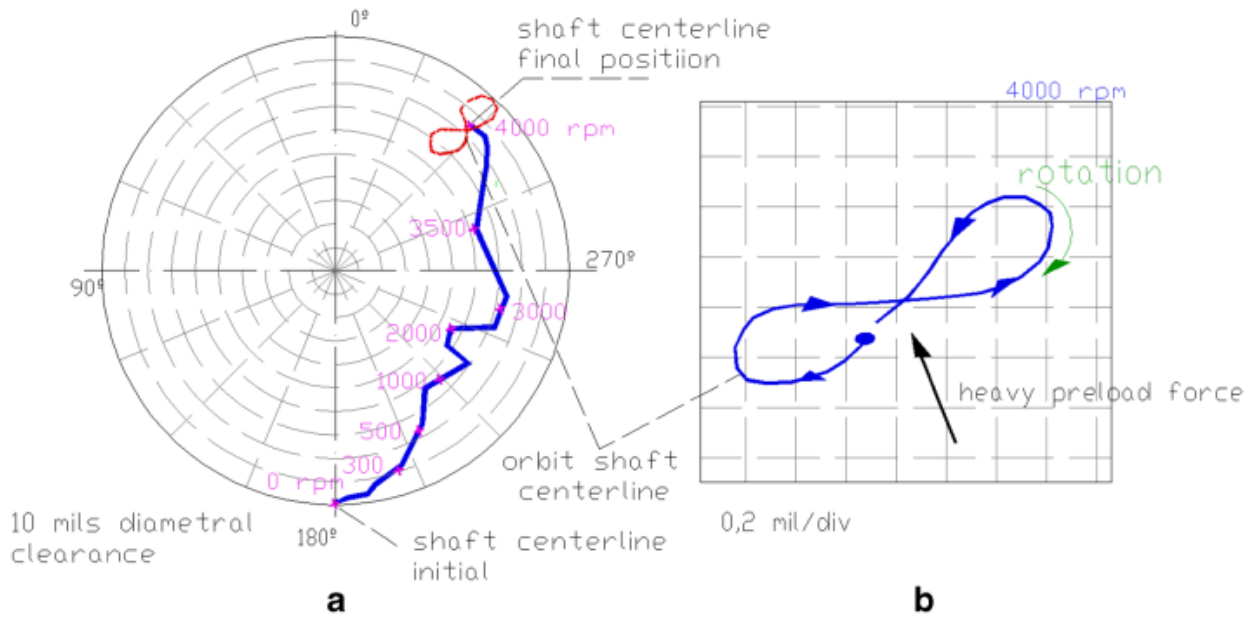 0º
shaft centerline
final positiion
4000 rpm
3500
270º
90º
3000
2000
1000
500
300
0 rpm
10 mils diametral
clearance
180º
shaft centerline
initial
orbit shaft
centerline
a
4000 rpm
rotation
heavy preload force
0,2 mil/div
b